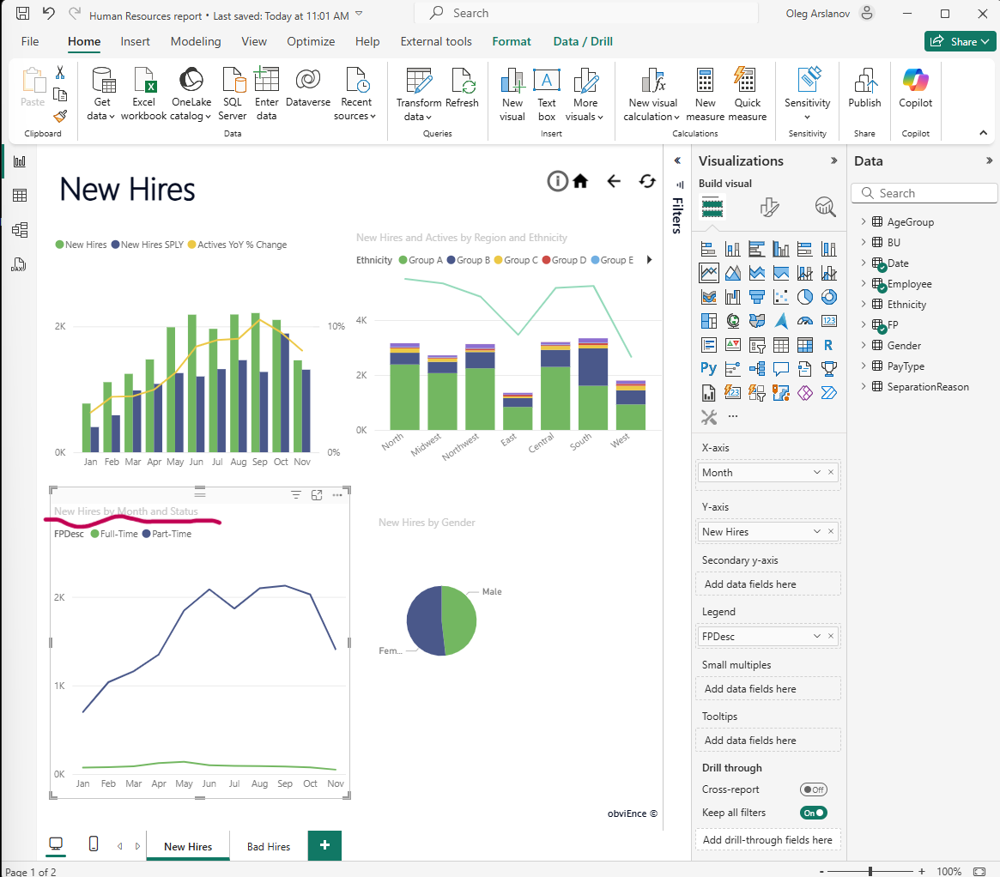 Human Resources report • Last saved: Today at 11:01 AM
Search
Oleg Arslanov
File Home Insert Modeling View Optimize Help External tools Format Data / Drill
Share
Paste
Clipboard
Get data
Excel workbook
OneLake catalog
SQL Server
Enter data
Dataverse
Recent sources
Data
Transform data
Refresh
Queries
New visual
Text box
More visuals
Insert
New visual calculation
New measure
Quick measure
Calculations
Sensitivity
Sensitivity
Publish
Share
Copilot
Copilot
New Hires
New Hires New Hires SPLY Actives YoY % Change
2K 10%
0K 0%
Jan Feb Mar Apr May Jun Jul Aug Sep Oct Nov
New Hires and Actives by Region and Ethnicity
Ethnicity Group A Group B Group C Group D Group E
4K
2K
0K
North Midwest Northwest East Central South West
New Hires by Month and Status
FPDesc Full-Time Part-Time
2K
1K
0K
Jan Feb Mar Apr May Jun Jul Aug Sep Oct Nov
New Hires by Gender
Male
Fem...
obviEnce ©
Filters
Visualizations
Build visual
123
R
Py
123
X-axis
Month
Y-axis
New Hires
Secondary y-axis
Add data fields here
Legend
FPDesc
Small multiples
Add data fields here
Tooltips
Add data fields here
Drill through
Cross-report Off
Keep all filters On
Add drill-through fields here
Data
Search
AgeGroup
BU
Date
Employee
Ethnicity
FP
Gender
PayType
SeparationReason
DAX
New Hires Bad Hires +
Page 1 of 2
- + 100%